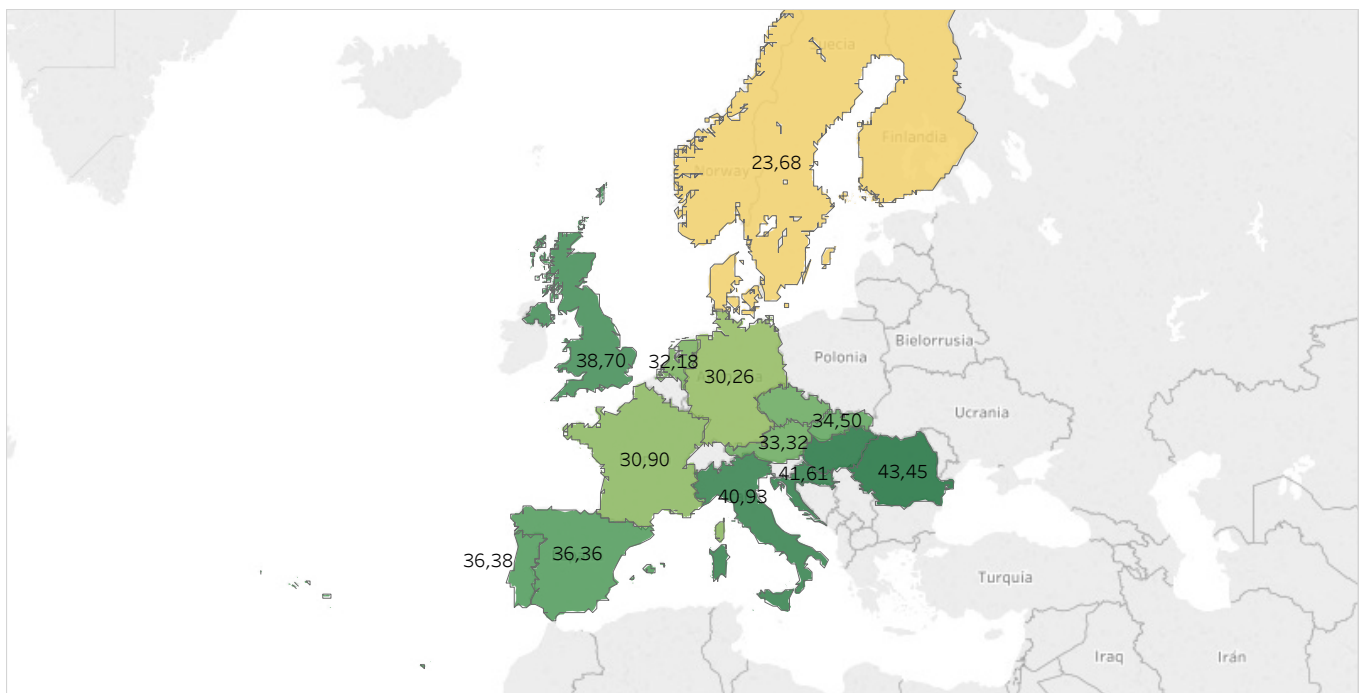 Finlandia
Norway
23,68
Bielorrusia
Polonia
38,70
32,18
30,26
Ucrania
34,50
33,32
30,90
41,61
43,45
40,93
36,38
36,36
Turquía
Iraq
Irán